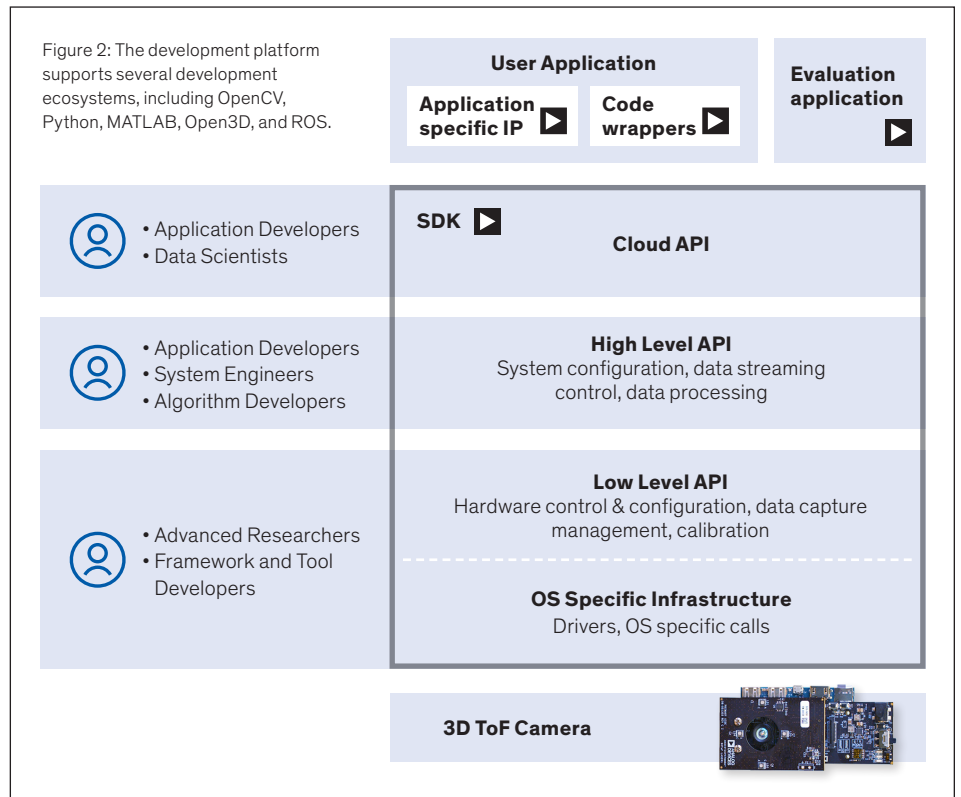 Figure 2: The development platform
supports several development
ecosystems, including OpenCV,
Python, MATLAB, Open3D, and ROS.
User Application
Application
specific IP
Code
wrappers
Evaluation
application
• Application Developers
• Data Scientists
SDK
Cloud API
• Application Developers
• System Engineers
• Algorithm Developers
High Level API
System configuration, data streaming
control, data processing
• Advanced Researchers
• Framework and Tool
Developers
Low Level API
Hardware control & configuration, data capture
management, calibration
OS Specific Infrastructure
Drivers, OS specific calls
3D ToF Camera
ANALOG
DEVICES